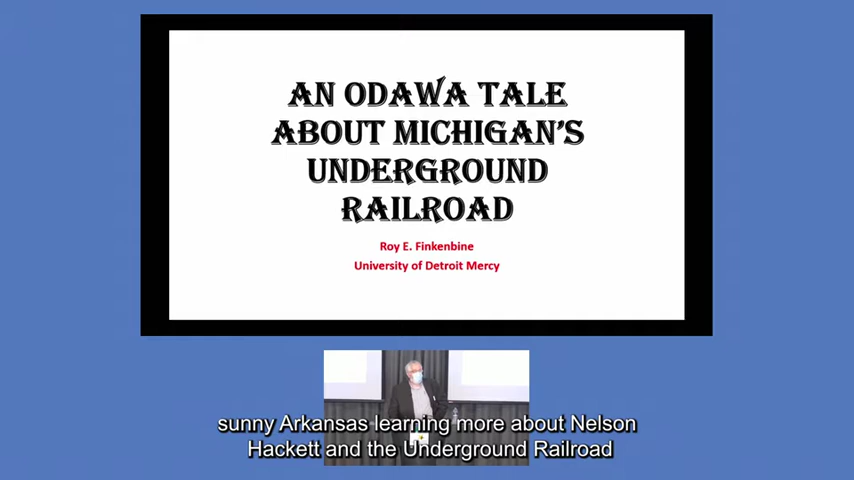 AN ODAWA TALE
ABOUT MICHIGAN'S
UNDERGROUND
RAILROAD
Roy E. Finkenbine
University of Detroit Mercy
sunny Arkansas learning more about Nelson
Hackett and the Underground Railroad